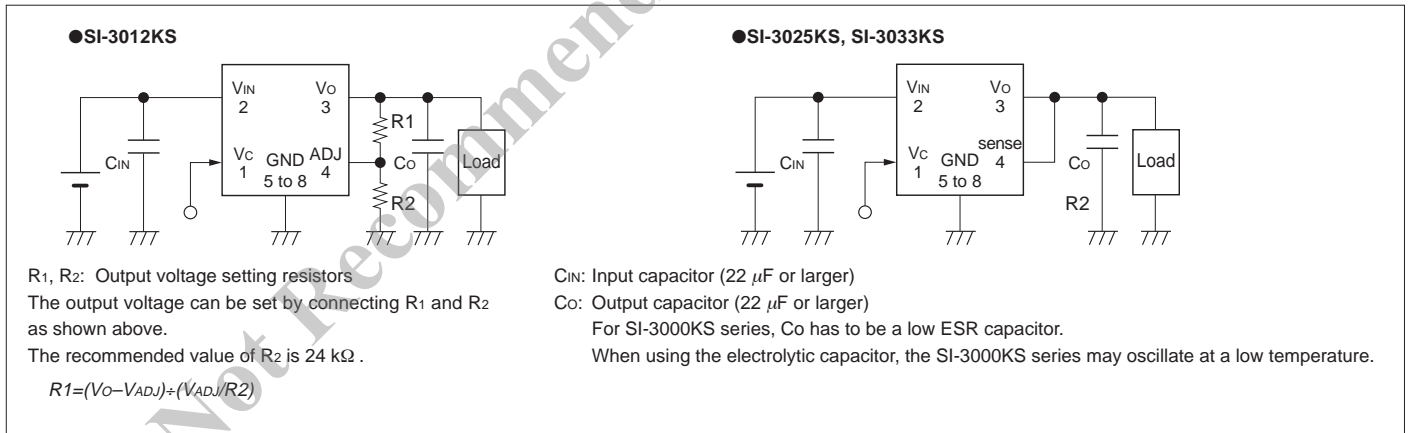 ●SI-3012KS
VIN
2
VO
3
VC
1
GND
5 to 8
ADJ
4
CIN
R1
R2
CO
Load
●SI-3025KS, SI-3033KS
VIN
2
VO
3
VC
1
GND
5 to 8
sense
4
CIN
CO
R2
Load
R1, R2: Output voltage setting resistors
The output voltage can be set by connecting R1 and R2
as shown above.
The recommended value of R2 is 24 kΩ .
R1=(VO–VADJ)÷(VADJ/R2)
CIN: Input capacitor (22 μF or larger)
CO: Output capacitor (22 μF or larger)
For SI-3000KS series, Co has to be a low ESR capacitor.
When using the electrolytic capacitor, the SI-3000KS series may oscillate at a low temperature.
Not Recommen